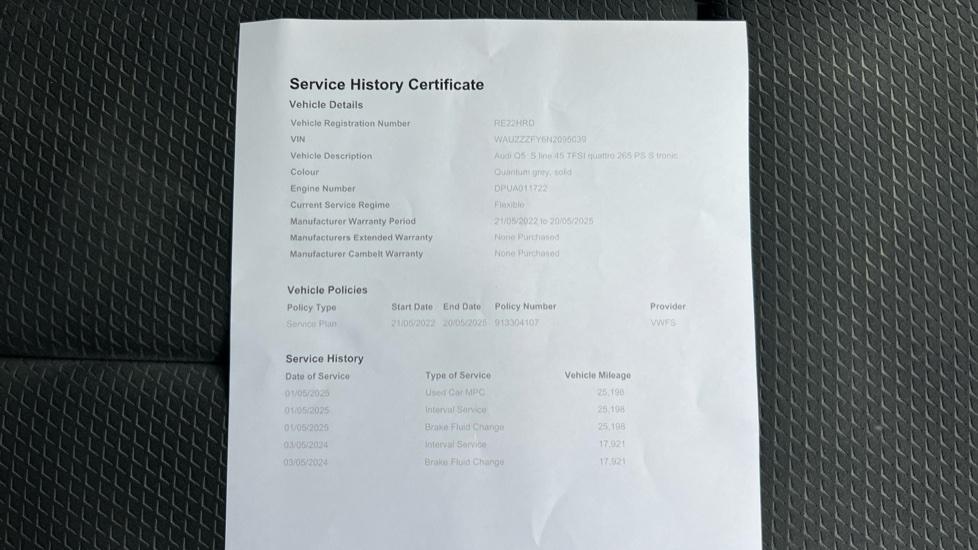 Service History Certificate
Vehicle Details
Vehicle Registration Number RE22HRD
VIN WAUZZZFY6N2095039
Vehicle Description Audi Q5 S line 45 TFSI quattro 265 PS S tronic
Colour Quantum grey, solid
Engine Number DPUA011722
Current Service Regime Flexible
Manufacturer Warranty Period 21/05/2022 to 20/05/2025
Manufacturers Extended Warranty None Purchased
Manufacturer Cambelt Warranty None Purchased
Vehicle Policies
Policy Type Start Date End Date Policy Number Provider
Service Plan 21/05/2022 20/05/2025 913304107 VWFS
Service History
Date of Service Type of Service Vehicle Mileage
01/05/2025 Used Car MPC 25,198
01/05/2025 Interval Service 25,198
01/05/2025 Brake Fluid Change 25,198
03/05/2024 Interval Service 17,921
03/05/2024 Brake Fluid Change 17,921